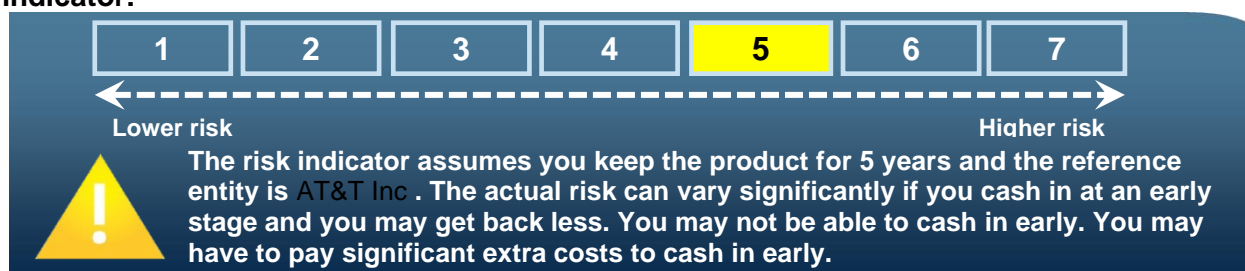 indicator:
1 2 3 4 5 6 7
Lower risk Higher risk
The risk indicator assumes you keep the product for 5 years and the reference
entity is AT&T Inc . The actual risk can vary significantly if you cash in at an early
stage and you may get back less. You may not be able to cash in early. You may
have to pay significant extra costs to cash in early.